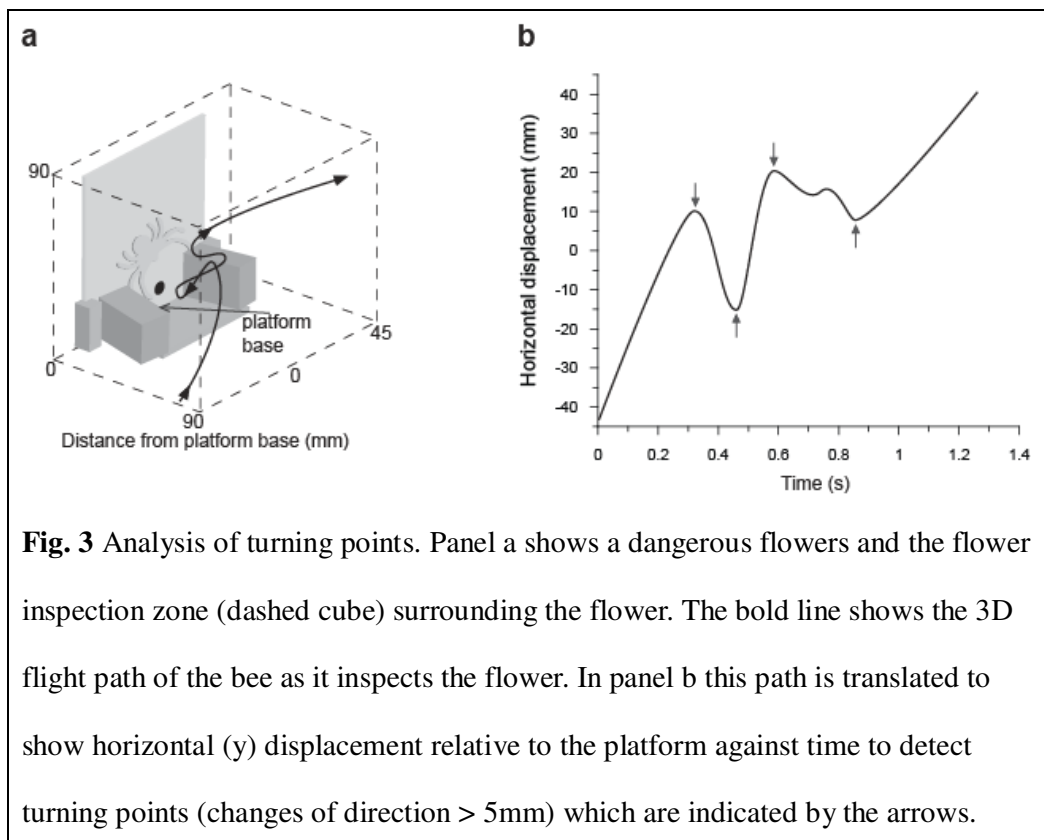 a
90
platform
base
0
45
0
90
Distance from platform base (mm)
b
Horizontal displacement (mm)
40
30
20
10
0
-10
-20
-30
-40
0 0.2 0.4 0.6 0.8 1 1.2 1.4
Time (s)
Fig. 3 Analysis of turning points. Panel a shows a dangerous flowers and the flower
inspection zone (dashed cube) surrounding the flower. The bold line shows the 3D
flight path of the bee as it inspects the flower. In panel b this path is translated to
show horizontal (y) displacement relative to the platform against time to detect
turning points (changes of direction > 5mm) which are indicated by the arrows.